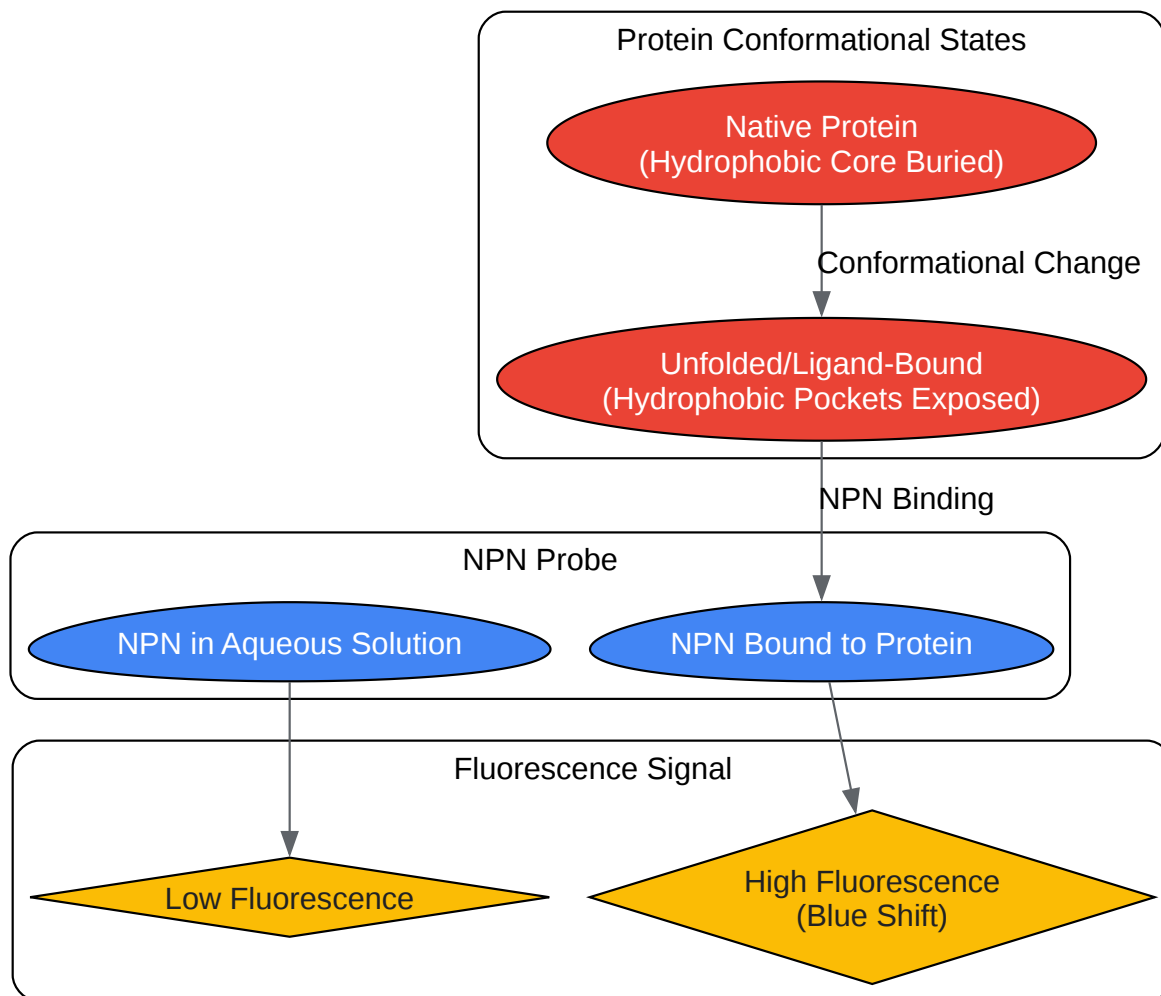 Protein Conformational States
Native Protein
(Hydrophobic Core Buried)
Conformational Change
Unfolded/Ligand-Bound
(Hydrophobic Pockets Exposed)
NPN Binding
NPN Probe
NPN in Aqueous Solution
NPN Bound to Protein
Fluorescence Signal
Low Fluorescence
High Fluorescence
(Blue Shift)